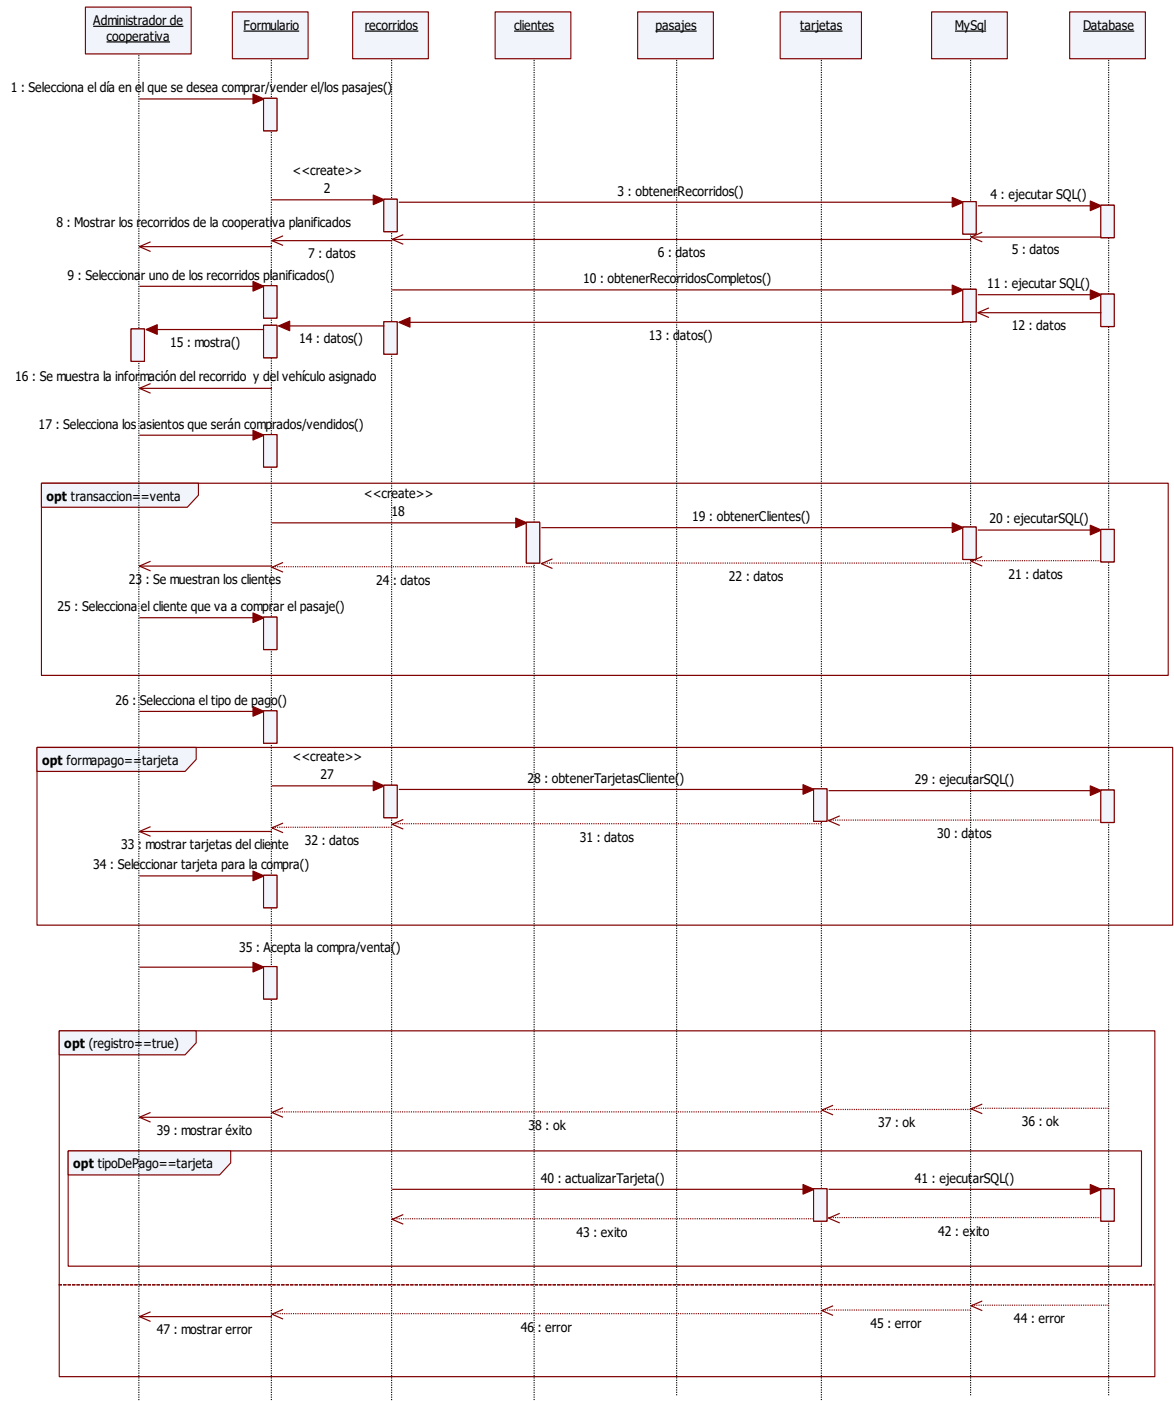 Administrador de
cooperativa
Formulario
recorridos
clientes
pasajes
tarjetas
MySql
Database
1 : Selecciona el día en el que se desea comprar/vender el/los pasajes()
<<create>>
2
3 : obtenerRecorridos()
4 : ejecutar SQL()
8 : Mostrar los recorridos de la cooperativa planificados
7 : datos
6 : datos
5 : datos
9 : Seleccionar uno de los recorridos planificados()
10 : obtenerRecorridosCompletos()
11 : ejecutar SQL()
15 : mostra()
14 : datos()
13 : datos()
12 : datos
16 : Se muestra la información del recorrido y del vehículo asignado
17 : Selecciona los asientos que serán comprados/vendidos()
opt transaccion==venta
<<create>>
18
19 : obtenerClientes()
20 : ejecutarSQL()
23 : Se muestran los clientes
24 : datos
22 : datos
21 : datos
25 : Selecciona el cliente que va a comprar el pasaje()
26 : Selecciona el tipo de pago()
opt formapago==tarjeta
<<create>>
27
28 : obtenerTarjetasCliente()
29 : ejecutarSQL()
33 : mostrar tarjetas del cliente
32 : datos
31 : datos
30 : datos
34 : Seleccionar tarjeta para la compra()
35 : Acepta la compra/venta()
opt (registro==true)
39 : mostrar éxito
38 : ok
37 : ok
36 : ok
opt tipoDePago==tarjeta
40 : actualizarTarjeta()
41 : ejecutarSQL()
43 : exito
42 : exito
47 : mostrar error
46 : error
45 : error
44 : error